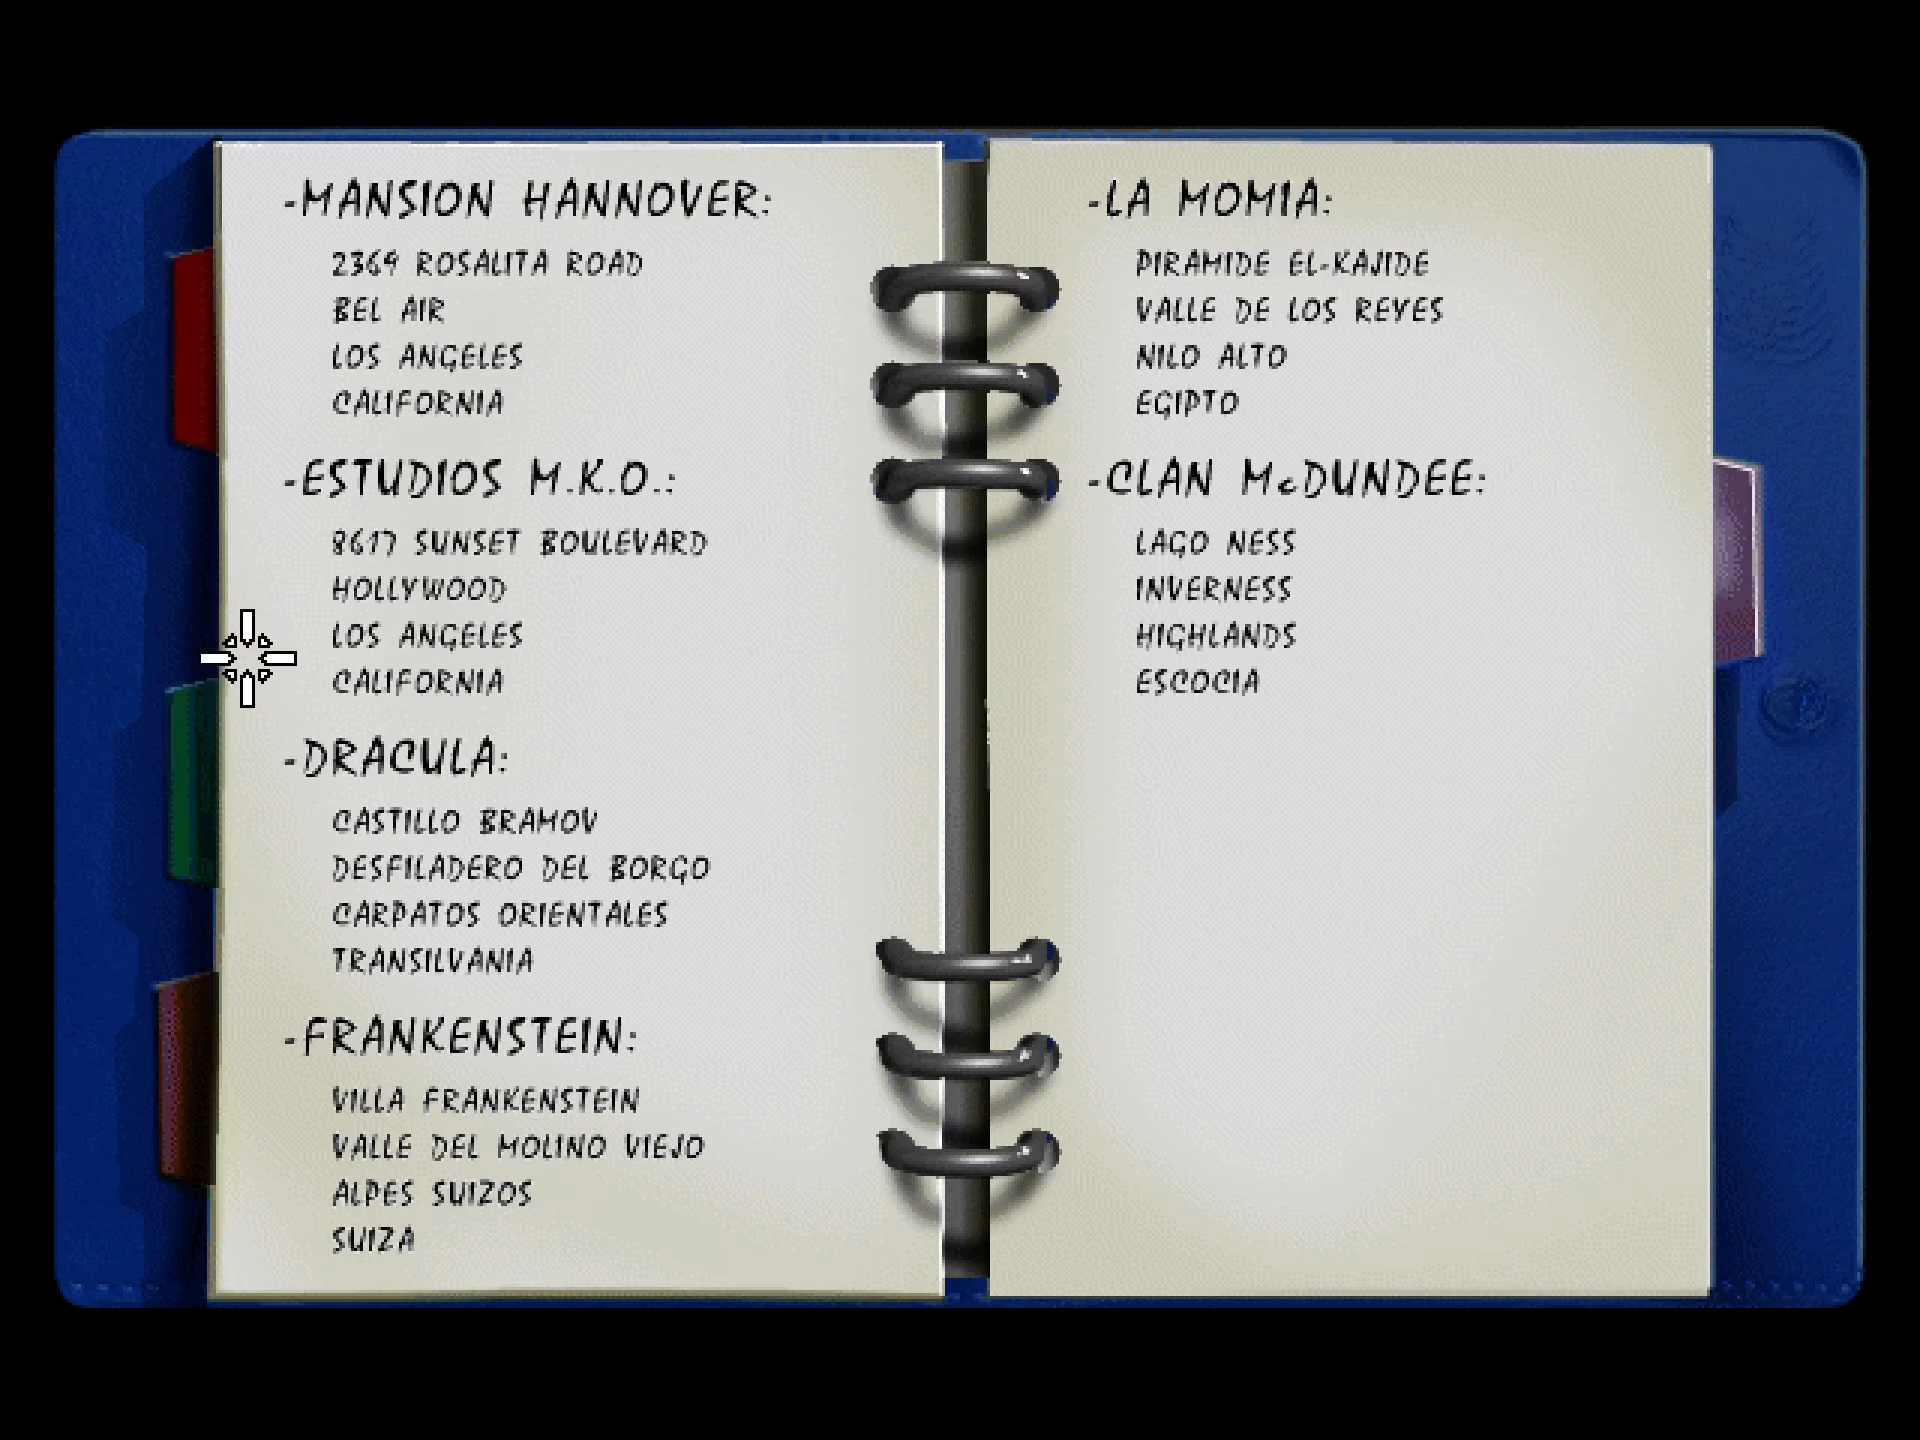 -MANSION HANNOVER:
2369 ROSALITA ROAD
BEL AIR
LOS ANGELES
CALIFORNIA
-ESTUDIOS M.K.O.:
8617 SUNSET BOULEVARD
HOLLYWOOD
LOS ANGELES
CALIFORNIA
-DRACULA:
CASTILLO BRAMOV
DESFILADERO DEL BORGO
CARPATOS ORIENTALES
TRANSILVANIA
-FRANKENSTEIN:
VILLA FRANKENSTEIN
VALLE DEL MOLINO VIEJO
ALPES SUIZOS
SUIZA
-LA MOMIA:
PIRAMIDE EL-KAJIDE
VALLE DE LOS REYES
NILO ALTO
EGIPTO
-CLAN McDUNDEE:
LAGO NESS
INVERNESS
HIGHLANDS
ESCOCIA